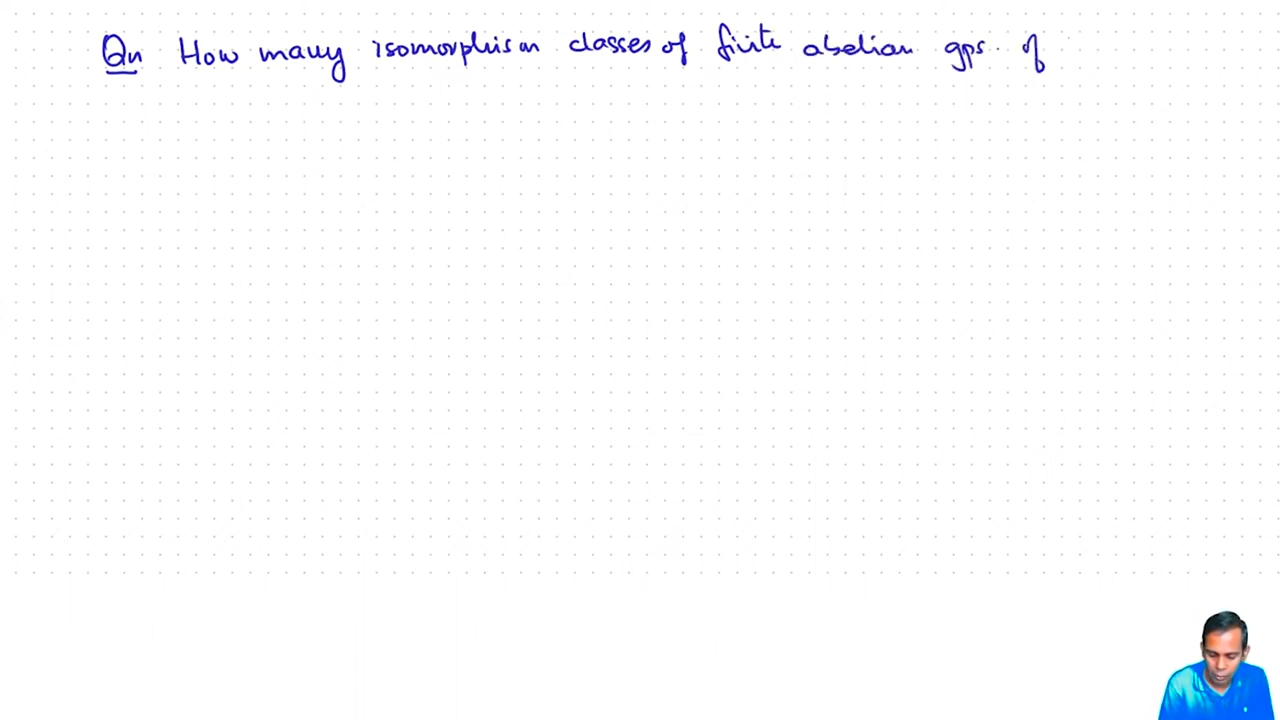 Qn How many isomorphism classes of finite abelian gps. of